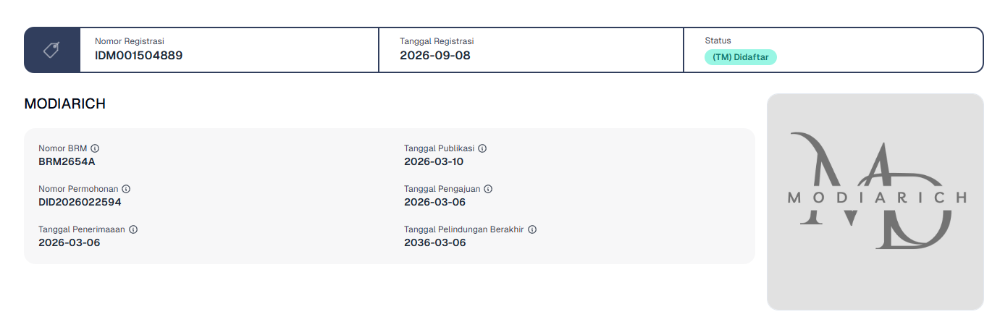 Nomor Registrasi
IDM001504889
Tanggal Registrasi
2026-09-08
Status
(TM) Didaftar
MODIARICH
Nomor BRM
BRM2654A
Tanggal Publikasi
2026-03-10
Nomor Permohonan
DID2026022594
Tanggal Pengajuan
2026-03-06
Tanggal Penerimaaan
2026-03-06
Tanggal Pelindungan Berakhir
2036-03-06
MD
MODIARICH